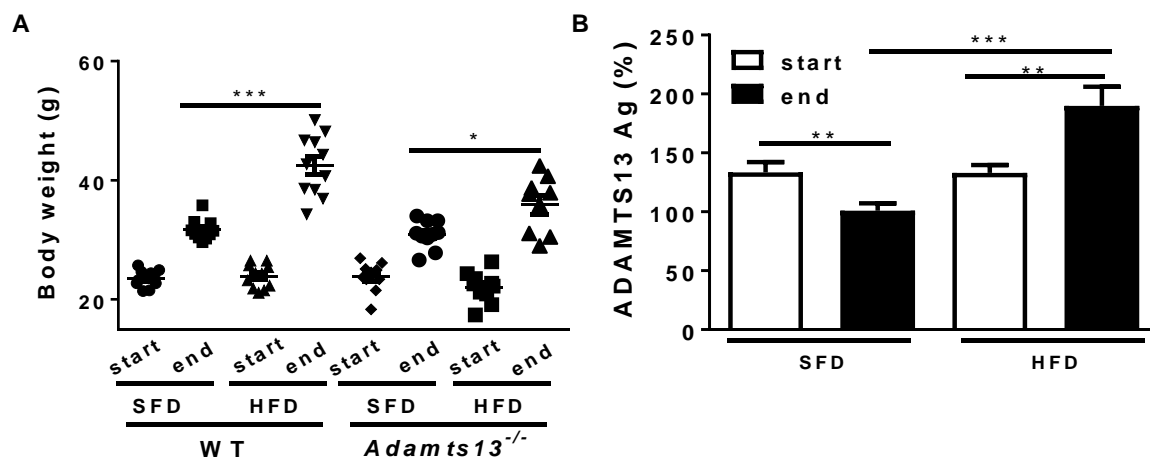 A
Body weight (g)
60
40
20
***
*
start
end
start
end
start
end
start
end
SFD
HFD
SFD
HFD
WT
Adamts13-/-
B
ADAMTS13 Ag (%)
250
200
150
100
50
0
start
end
***
**
**
SFD
HFD